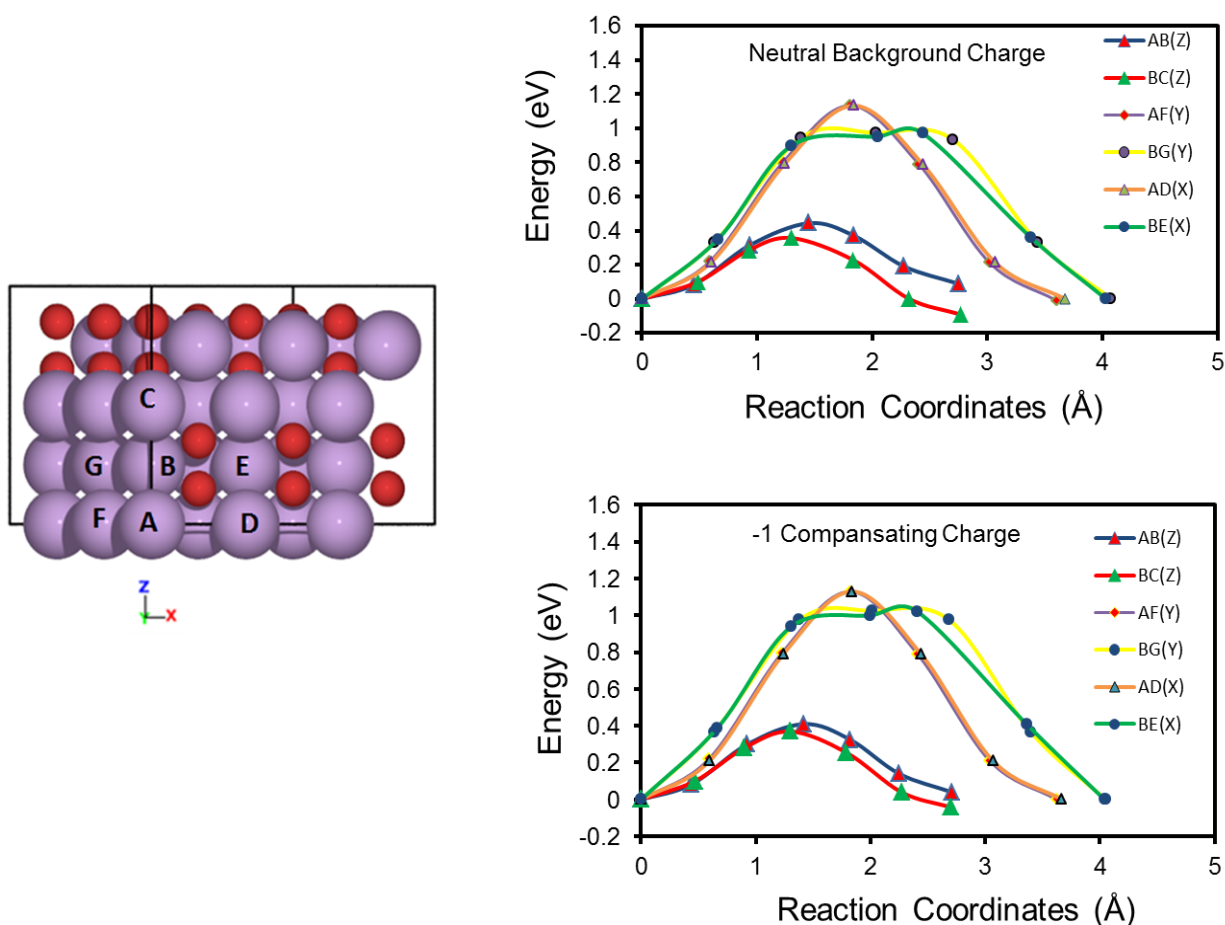 C
G B E
F A D
Z
Y X
1.6
1.4
1.2
1
0.8
0.6
0.4
0.2
0
-0.2
Energy (eV)
Neutral Background Charge
AB(Z)
BC(Z)
AF(Y)
BG(Y)
AD(X)
BE(X)
0 1 2 3 4 5
Reaction Coordinates (Å)
1.6
1.4
1.2
1
0.8
0.6
0.4
0.2
0
-0.2
Energy (eV)
-1 Compansating Charge
AB(Z)
BC(Z)
AF(Y)
BG(Y)
AD(X)
BE(X)
0 1 2 3 4 5
Reaction Coordinates (Å)